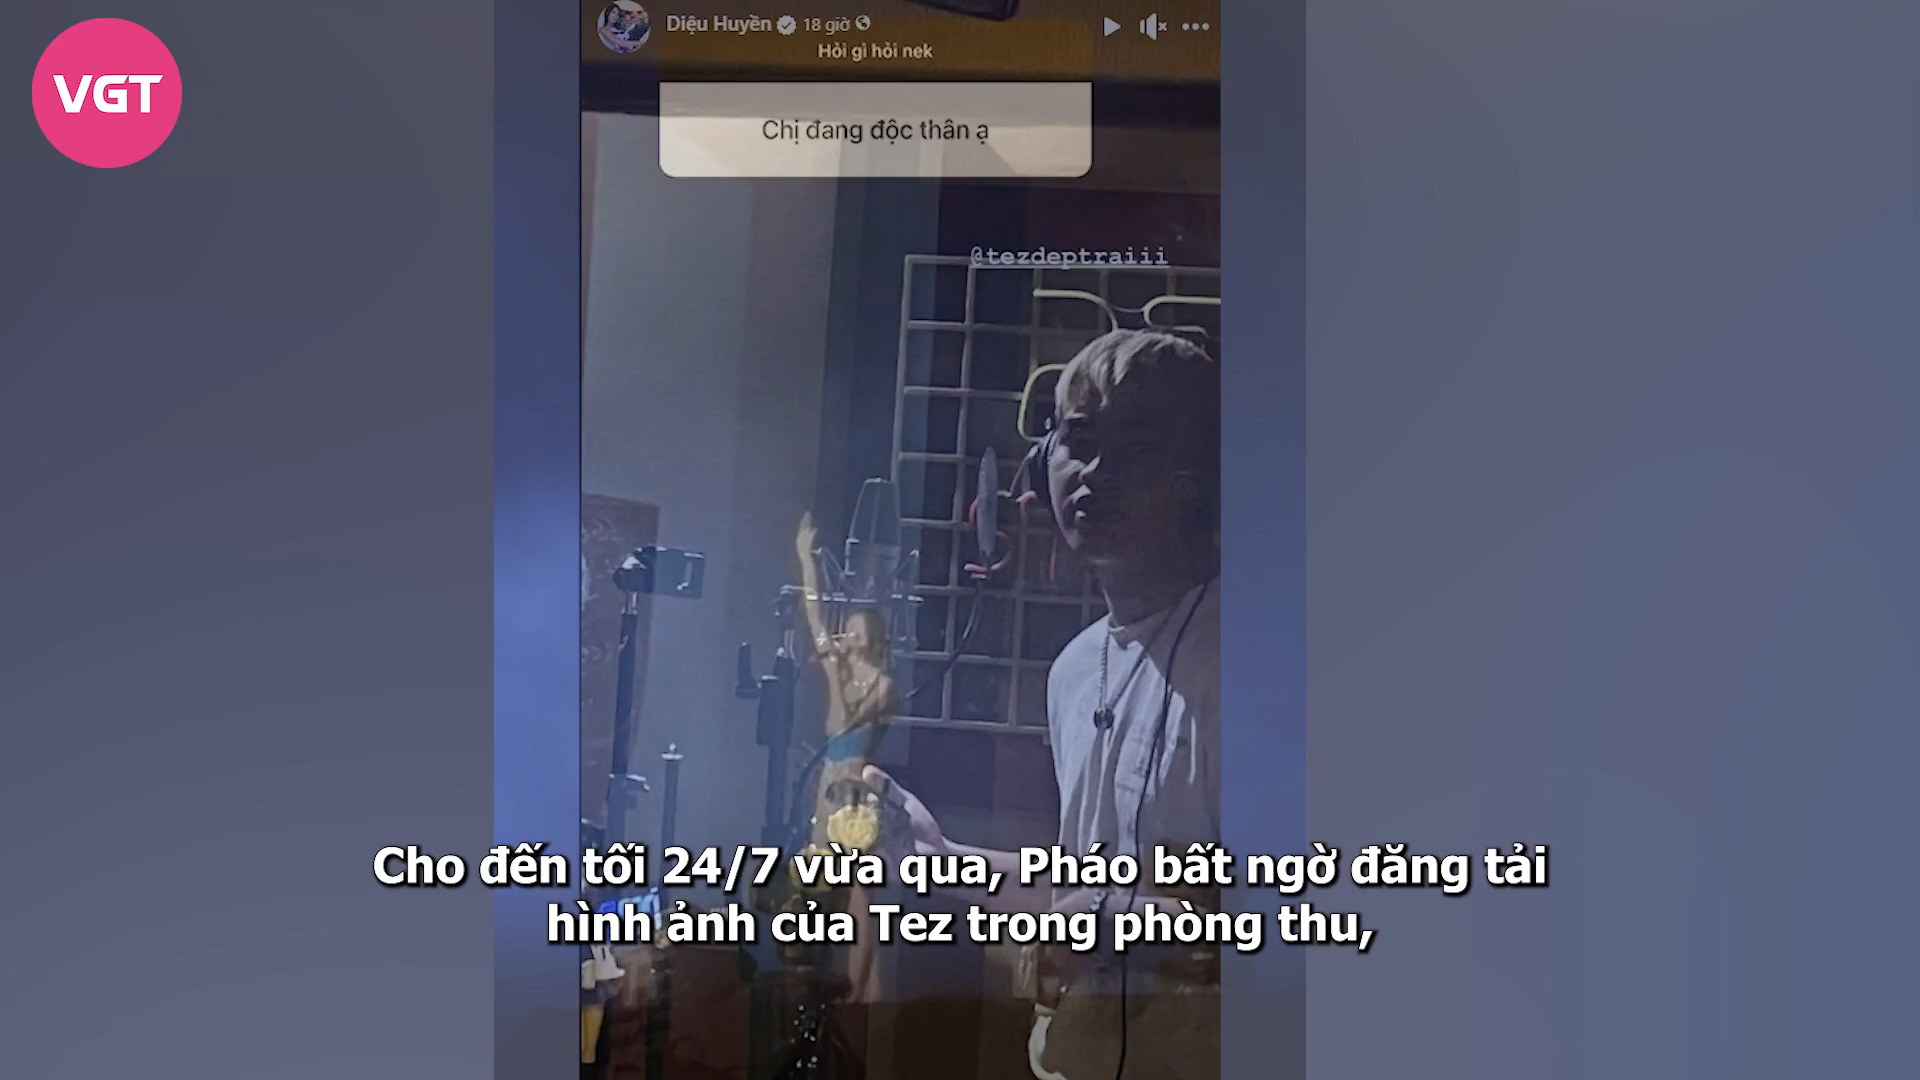 VGT
Diệu Huyền 18 giờ
Hỏi gì hỏi nek
Chị đang độc thân ạ
@tezdeptraiii
Cho đến tối 24/7 vừa qua, Pháo bất ngờ đăng tải
hình ảnh của Tez trong phòng thu,